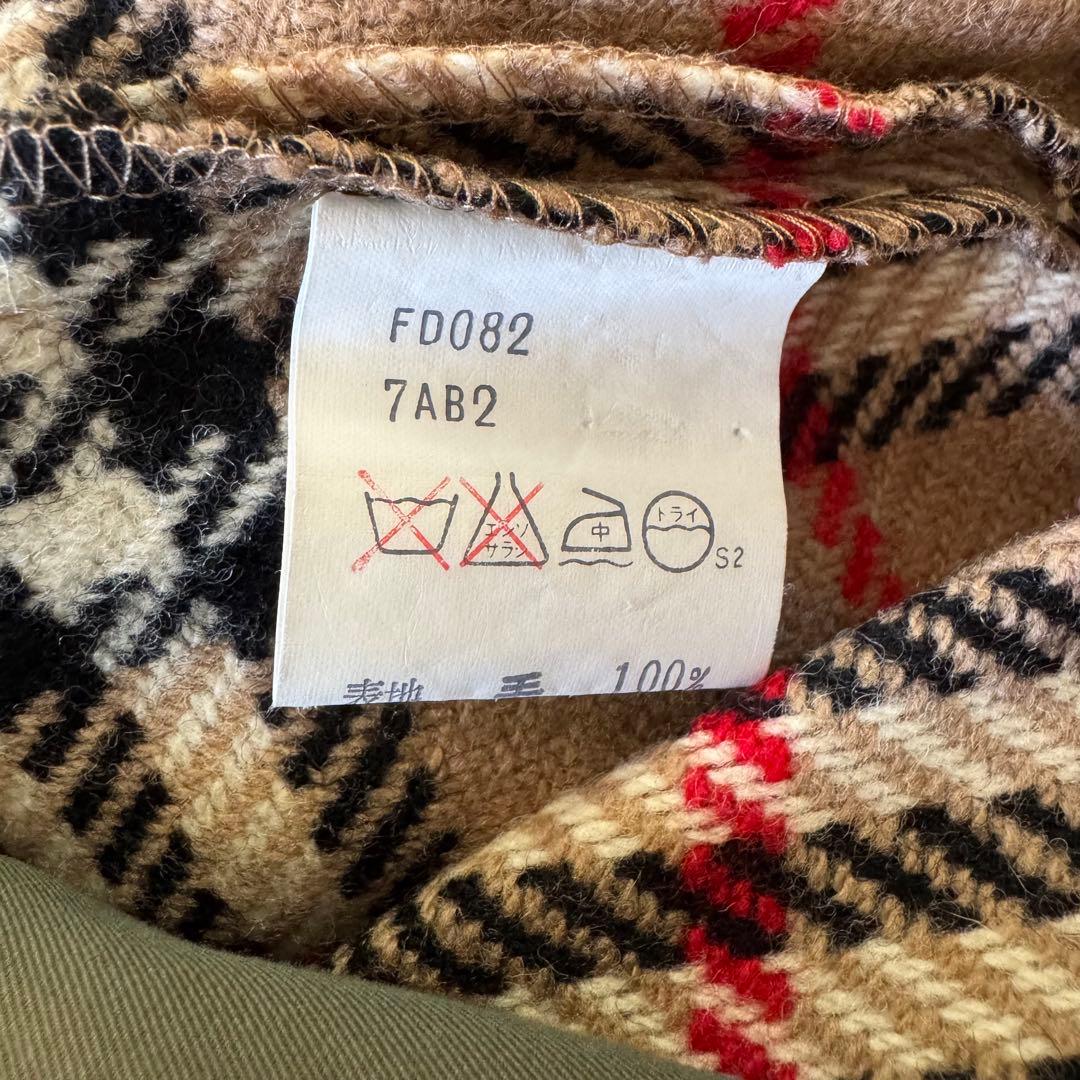 FD082
7AB2
エンソ
サラシ
中
ドライ
S2
表地 毛 100%